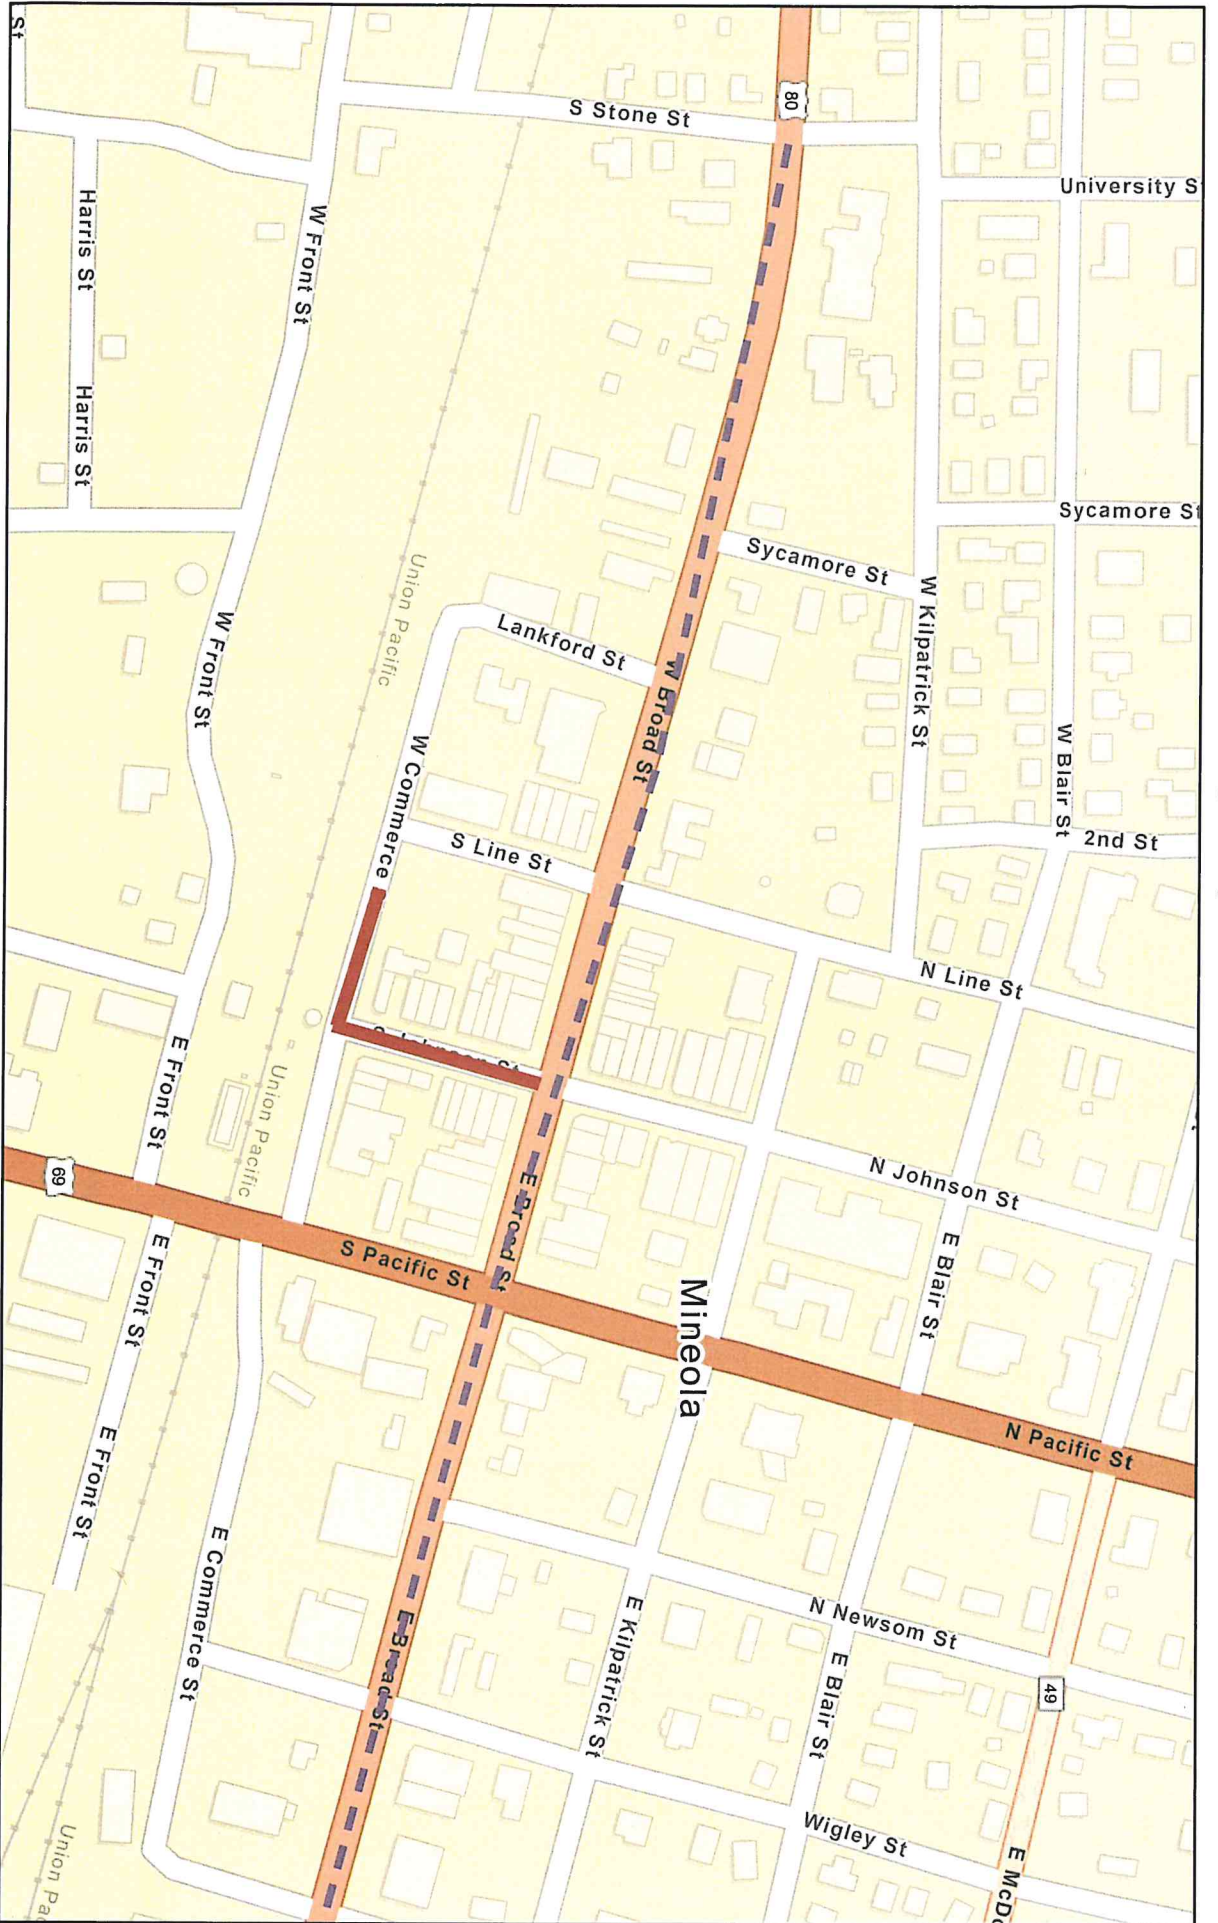 St
80
S Stone St
University S
Harris St
W Front St
Harris St
Sycamore St
Sycamore St
Union Pacific
W Kilpatrick St
W Front St
Lankford St
W Broad St
W Blair St
2nd St
W Commerce
S Line St
N Line St
S Johnson St
E Front St
Union Pacific
N Johnson St
69
E Broad St
E Blair St
S Pacific St
E Front St
Mineola
N Pacific St
E Front St
E Commerce St
E Broad St
E Kilpatrick St
N Newsom St
E Blair St
49
Wigley St
Union Pa
E McDo